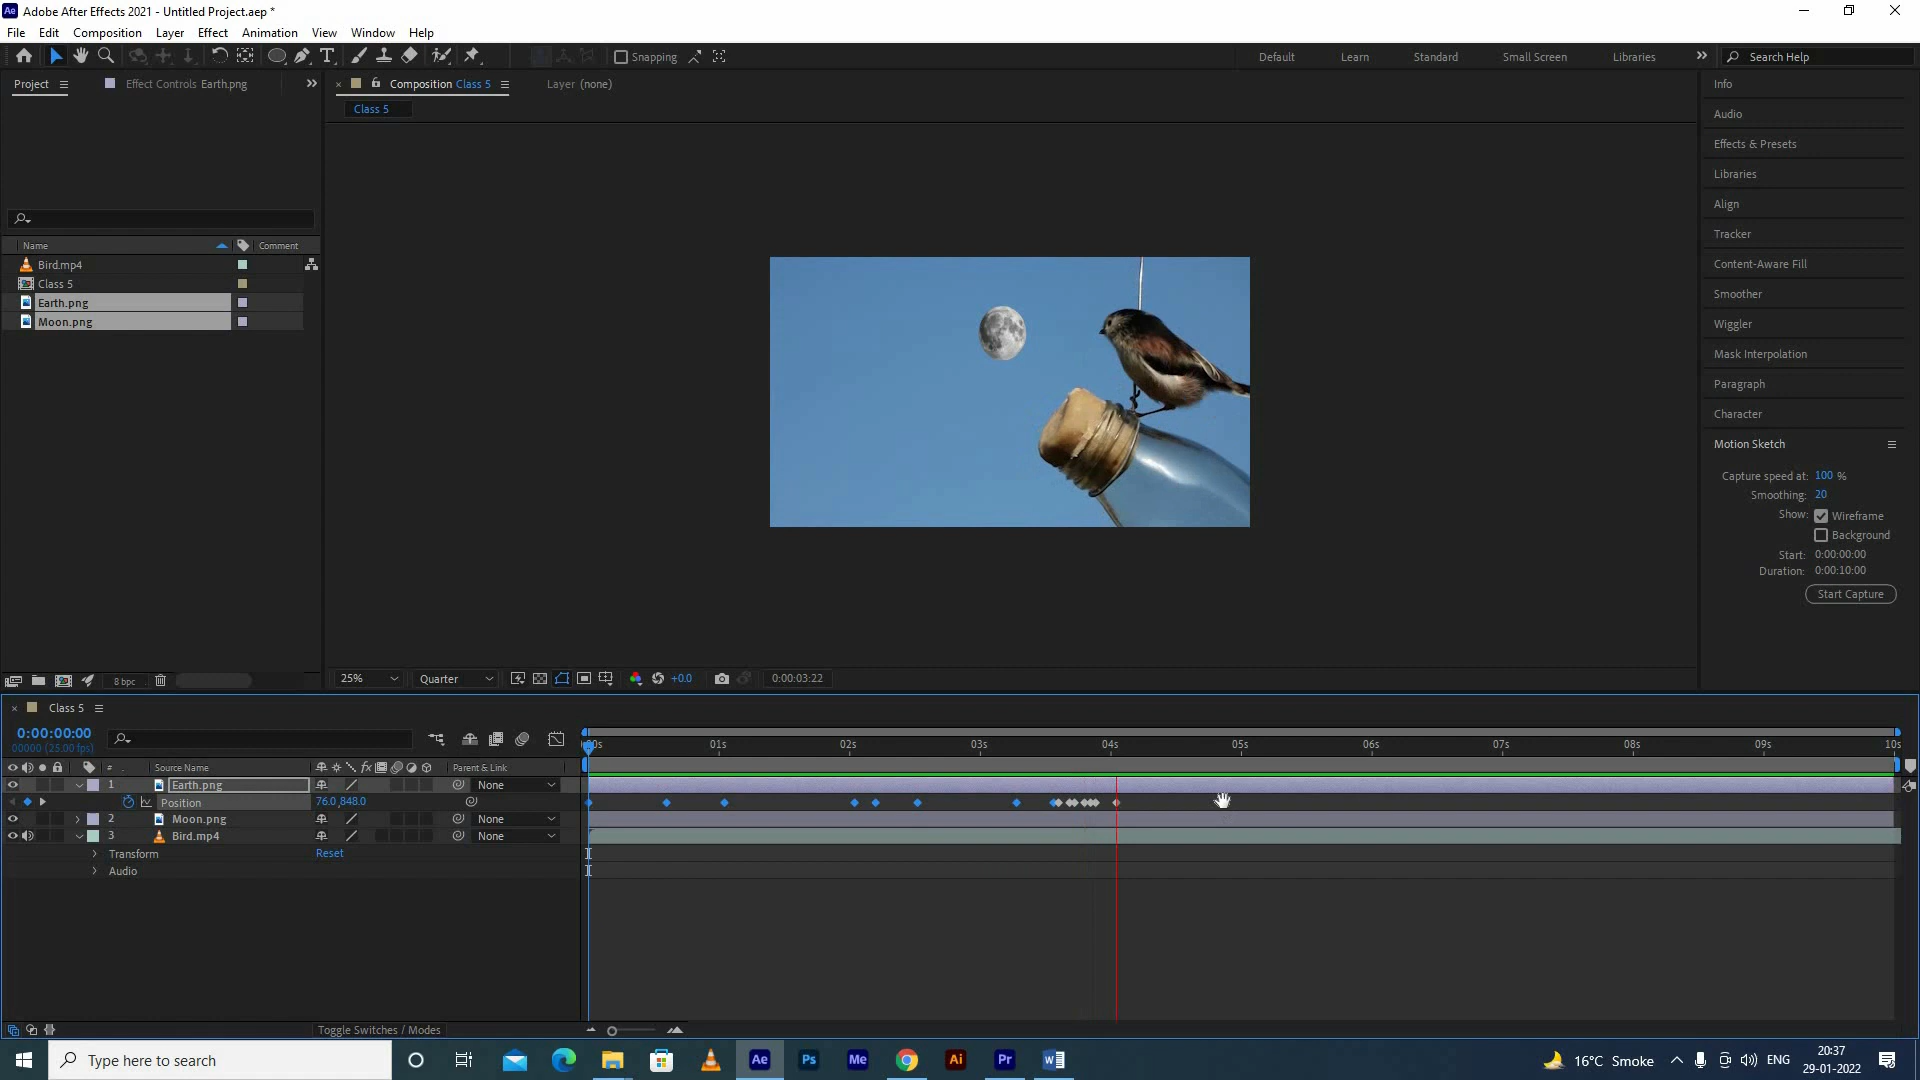 Ae Adobe After Effects 2021 - Untitled Project.aep *
File Edit Composition Layer Effect Animation View Window Help
T Snapping Default Learn Standard Small Screen Libraries » Search Help
Project Effect Controls Earth.png » × Composition Class 5 Layer (none)
Class 5
Info
Audio
Effects & Presets
Libraries
Align
Tracker
Content-Aware Fill
Smoother
Wiggler
Mask Interpolation
Paragraph
Character
Motion Sketch
Capture speed at: 100 %
Smoothing: 20
Show: Wireframe
Background
Start: 0:00:00:00
Duration: 0:00:10:00
Start Capture
Name Comment
Bird.mp4
Class 5
Earth.png
Moon.png
8 bpc 25% Quarter +0.0 0:00:03:22
× Class 5
0:00:00:00
00000 (25.00 fps)
00s 01s 02s 03s 04s 05s 06s 07s 08s 09s 10s
# . Source Name fx Parent & Link
1 Earth.png None
Position 76.0,848.0
2 Moon.png None
3 Bird.mp4 None
Transform Reset
Audio
Toggle Switches / Modes
Type here to search Ae Ps Me Ai Pr W 16°C Smoke ENG 20:37
29-01-2022